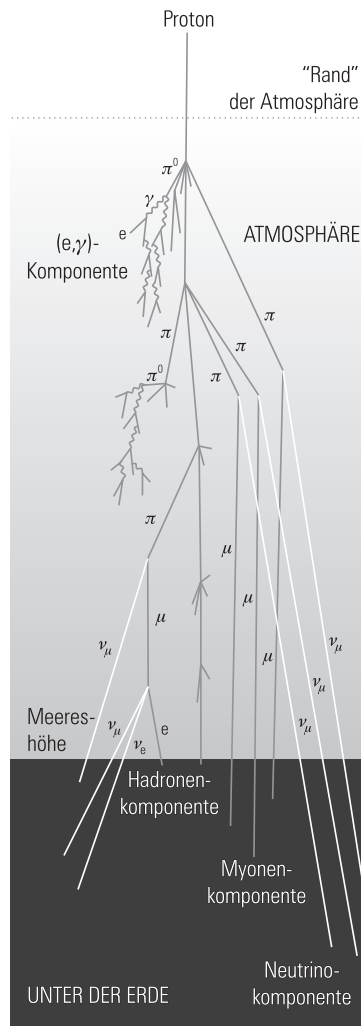 Proton
“Rand”
der Atmosphäre
π⁰
γ
e
(e,γ)-
Komponente
ATMOSPHÄRE
π
π
π
π
π⁰
π
μ
μ
μ
μ
ν_μ
ν_μ
ν_μ
ν_μ
ν_μ
ν_e
e
Meeres-
höhe
Hadronen-
komponente
Myonen-
komponente
Neutrino-
komponente
UNTER DER ERDE